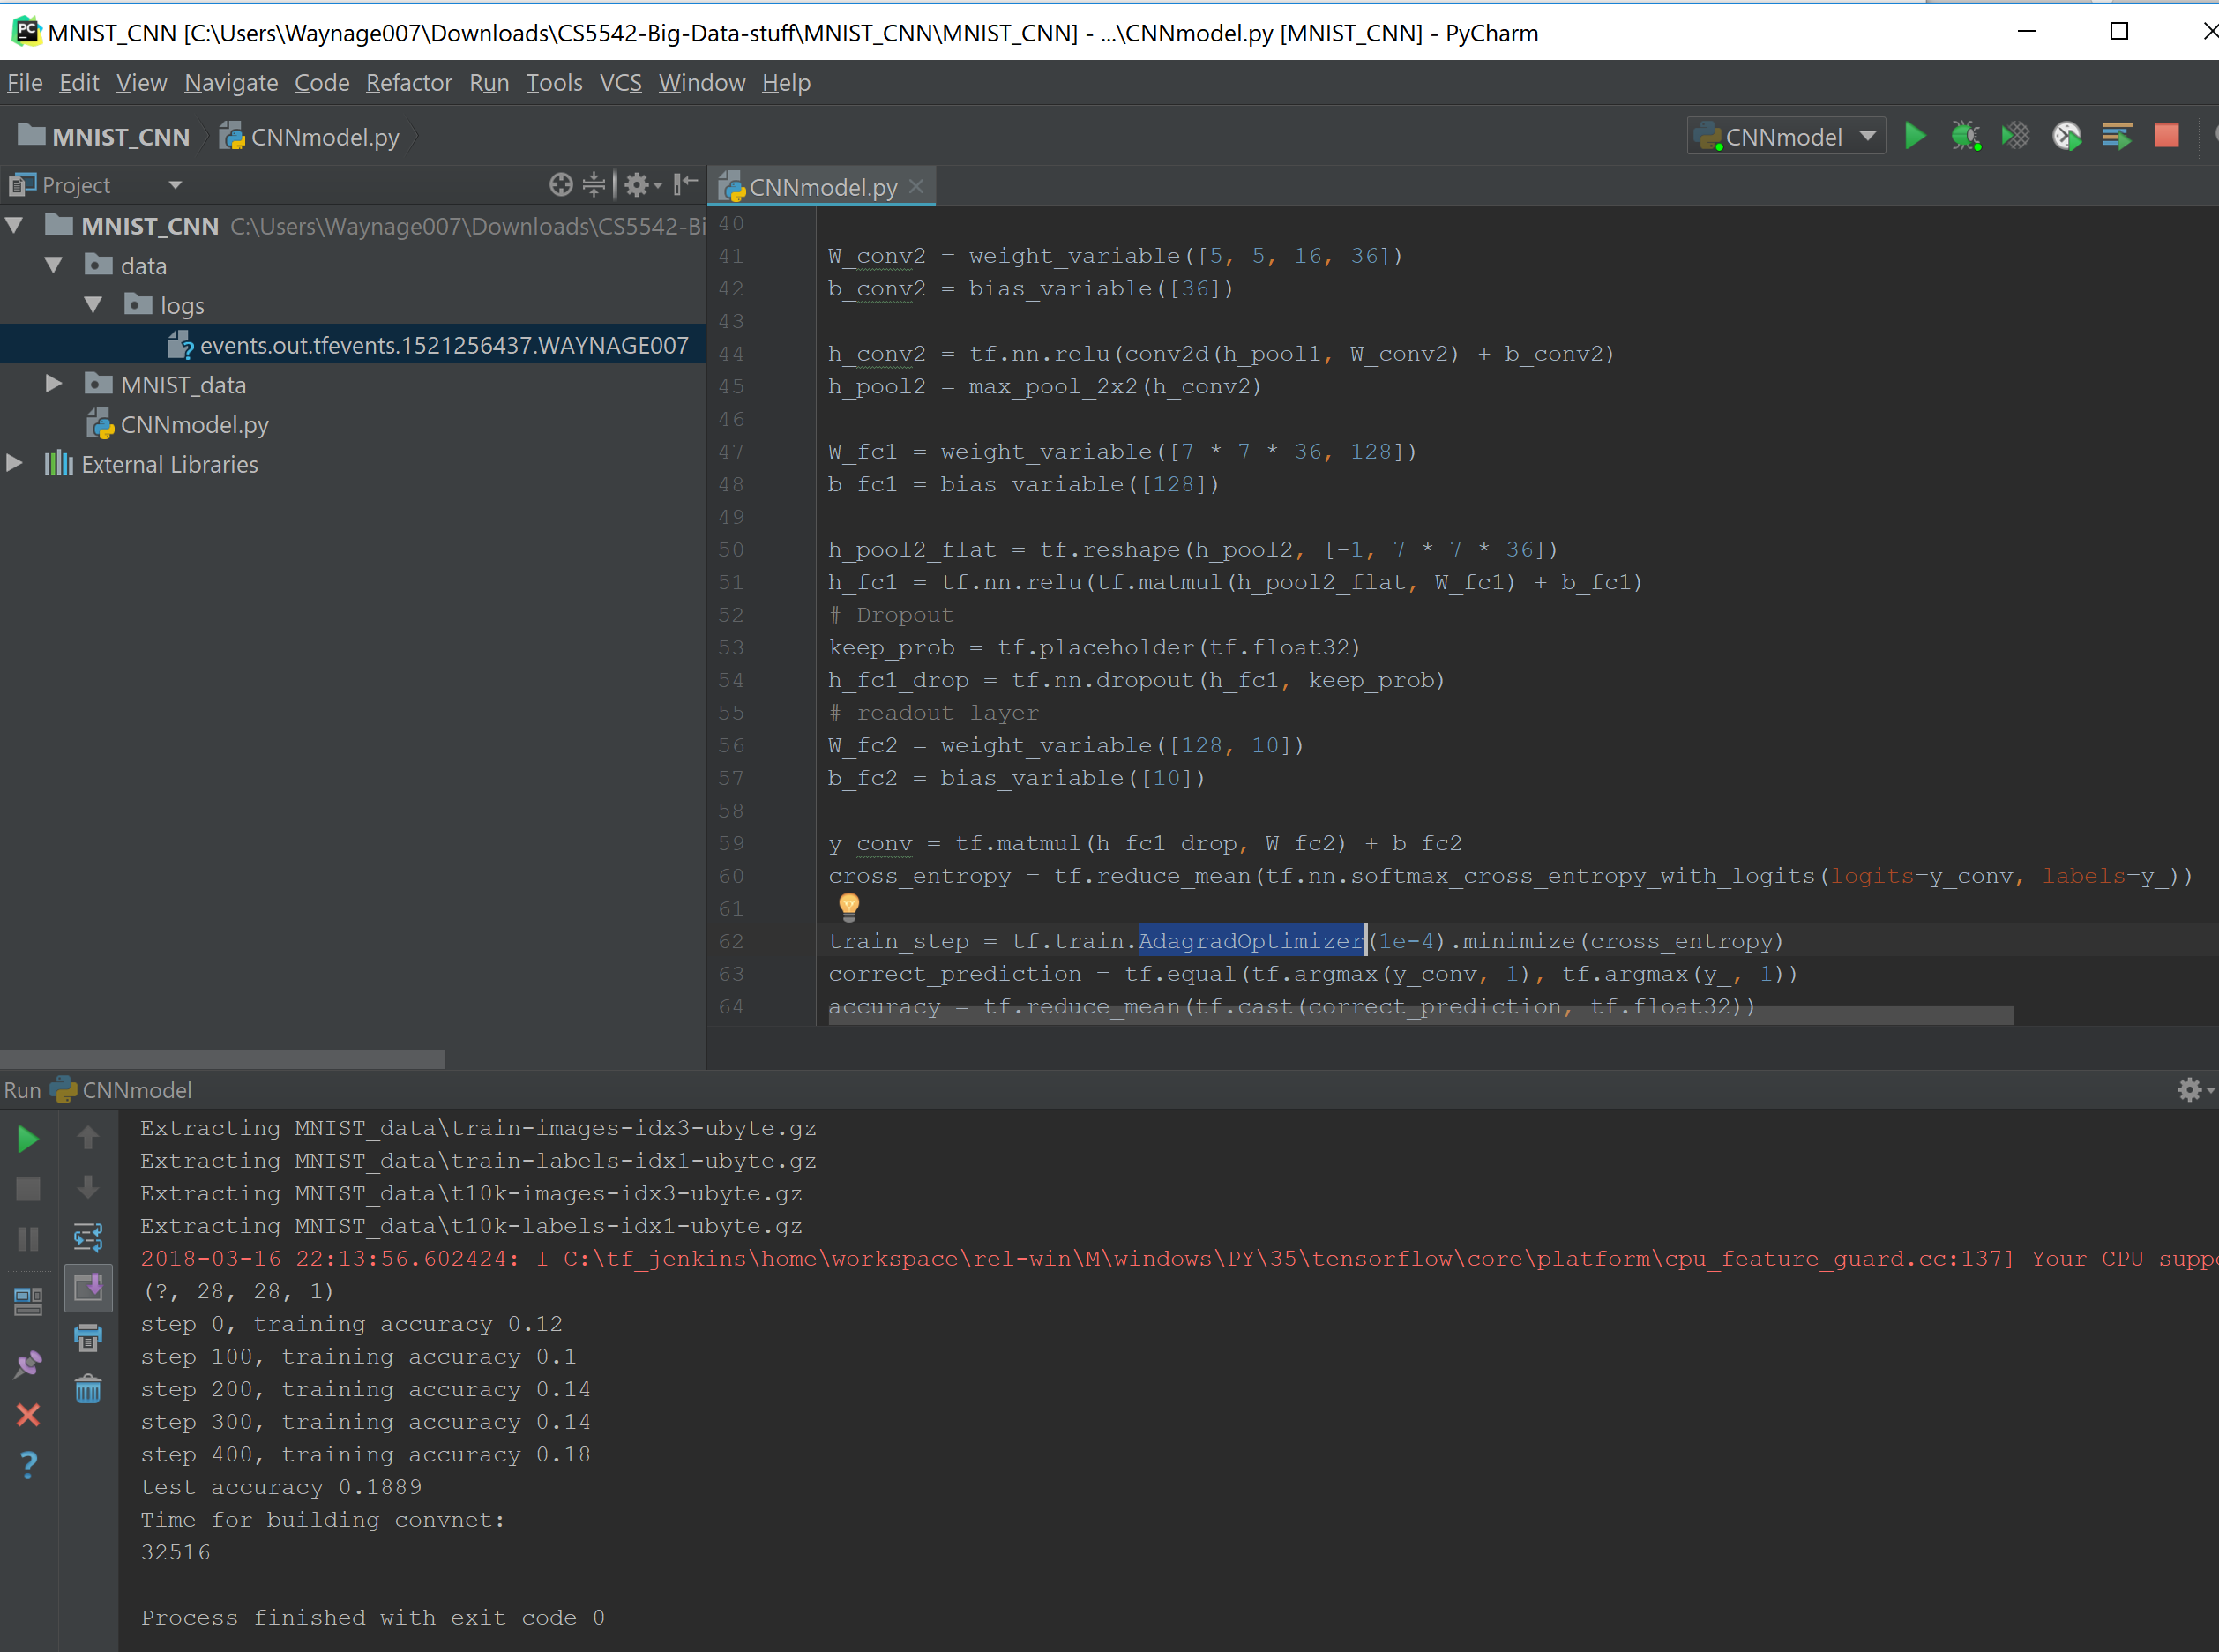 MNIST_CNN [C:\Users\Waynage007\Downloads\CS5542-Big-Data-stuff\MNIST_CNN\MNIST_CNN] - ...\CNNmodel.py [MNIST_CNN] - PyCharm
File Edit View Navigate Code Refactor Run Tools VCS Window Help
MNIST_CNN CNNmodel.py
CNNmodel
Project
CNNmodel.py
MNIST_CNN C:\Users\Waynage007\Downloads\CS5542-Bi
data
logs
events.out.tfevents.1521256437.WAYNAGE007
MNIST_data
CNNmodel.py
External Libraries
40
41 W_conv2 = weight_variable([5, 5, 16, 36])
42 b_conv2 = bias_variable([36])
43
44 h_conv2 = tf.nn.relu(conv2d(h_pool1, W_conv2) + b_conv2)
45 h_pool2 = max_pool_2x2(h_conv2)
46
47 W_fc1 = weight_variable([7 * 7 * 36, 128])
48 b_fc1 = bias_variable([128])
49
50 h_pool2_flat = tf.reshape(h_pool2, [-1, 7 * 7 * 36])
51 h_fc1 = tf.nn.relu(tf.matmul(h_pool2_flat, W_fc1) + b_fc1)
52 # Dropout
53 keep_prob = tf.placeholder(tf.float32)
54 h_fc1_drop = tf.nn.dropout(h_fc1, keep_prob)
55 # readout layer
56 W_fc2 = weight_variable([128, 10])
57 b_fc2 = bias_variable([10])
58
59 y_conv = tf.matmul(h_fc1_drop, W_fc2) + b_fc2
60 cross_entropy = tf.reduce_mean(tf.nn.softmax_cross_entropy_with_logits(logits=y_conv, labels=y_))
61
62 train_step = tf.train.AdagradOptimizer(1e-4).minimize(cross_entropy)
63 correct_prediction = tf.equal(tf.argmax(y_conv, 1), tf.argmax(y_, 1))
64 accuracy = tf.reduce_mean(tf.cast(correct_prediction, tf.float32))
Run CNNmodel
Extracting MNIST_data\train-images-idx3-ubyte.gz
Extracting MNIST_data\train-labels-idx1-ubyte.gz
Extracting MNIST_data\t10k-images-idx3-ubyte.gz
Extracting MNIST_data\t10k-labels-idx1-ubyte.gz
2018-03-16 22:13:56.602424: I C:\tf_jenkins\home\workspace\rel-win\M\windows\PY\35\tensorflow\core\platform\cpu_feature_guard.cc:137] Your CPU supp
(?, 28, 28, 1)
step 0, training accuracy 0.12
step 100, training accuracy 0.1
step 200, training accuracy 0.14
step 300, training accuracy 0.14
step 400, training accuracy 0.18
test accuracy 0.1889
Time for building convnet:
32516
Process finished with exit code 0